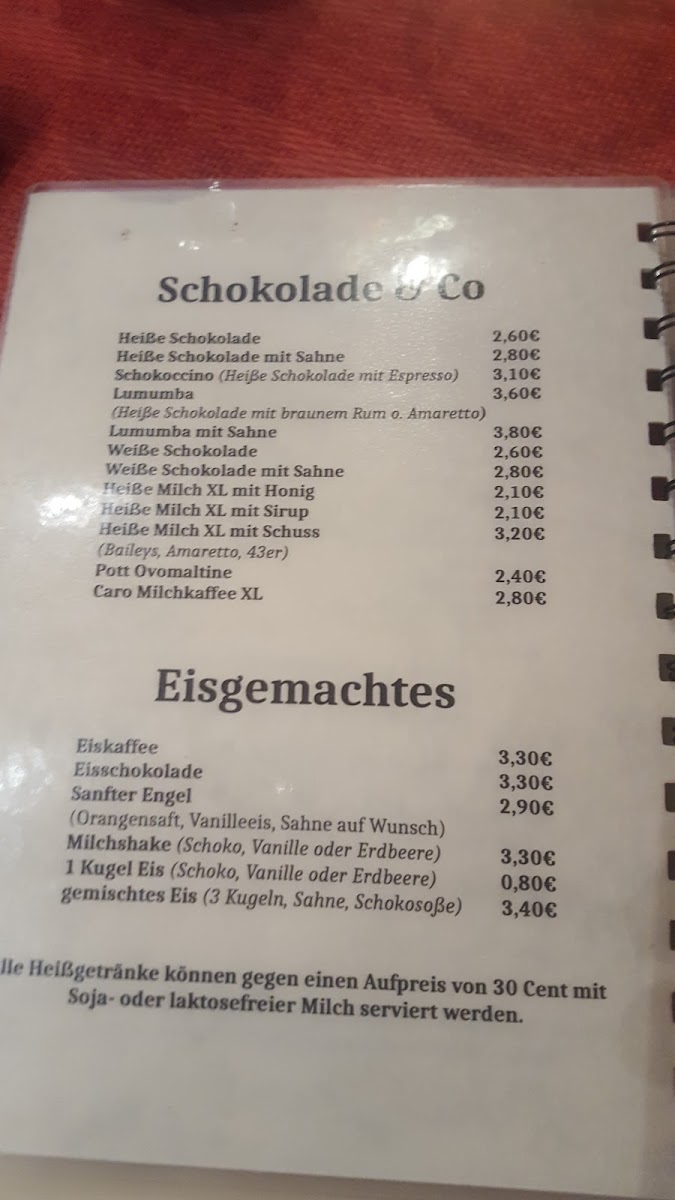 Schokolade & Co
Heiße Schokolade 2,60€
Heiße Schokolade mit Sahne 2,80€
Schokoccino (Heiße Schokolade mit Espresso) 3,10€
Lumumba 3,60€
(Heiße Schokolade mit braunem Rum o. Amaretto)
Lumumba mit Sahne 3,80€
Weiße Schokolade 2,60€
Weiße Schokolade mit Sahne 2,80€
Heiße Milch XL mit Honig 2,10€
Heiße Milch XL mit Sirup 2,10€
Heiße Milch XL mit Schuss 3,20€
(Baileys, Amaretto, 43er)
Pott Ovomaltine 2,40€
Caro Milchkaffee XL 2,80€
Eisgemachtes
Eiskaffee 3,30€
Eisschokolade 3,30€
Sanfter Engel 2,90€
(Orangensaft, Vanilleeis, Sahne auf Wunsch)
Milchshake (Schoko, Vanille oder Erdbeere) 3,30€
1 Kugel Eis (Schoko, Vanille oder Erdbeere) 0,80€
gemischtes Eis (3 Kugeln, Sahne, Schokosoße) 3,40€
lle Heißgetränke können gegen einen Aufpreis von 30 Cent mit
Soja- oder laktosefreier Milch serviert werden.